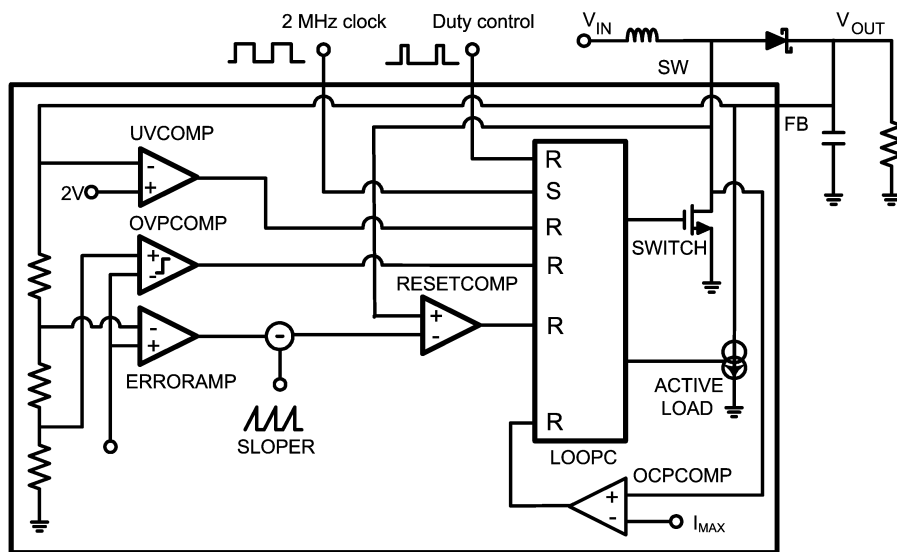 2 MHz clock
Duty control
VIN
VOUT
SW
FB
UVCOMP
-
+
2V
R
S
R
R
R
R
OVPCOMP
+
-
SWITCH
RESETCOMP
+
-
-
+
-
ERRORAMP
SLOPER
ACTIVE
LOAD
LOOPC
OCPCOMP
+
-
IMAX